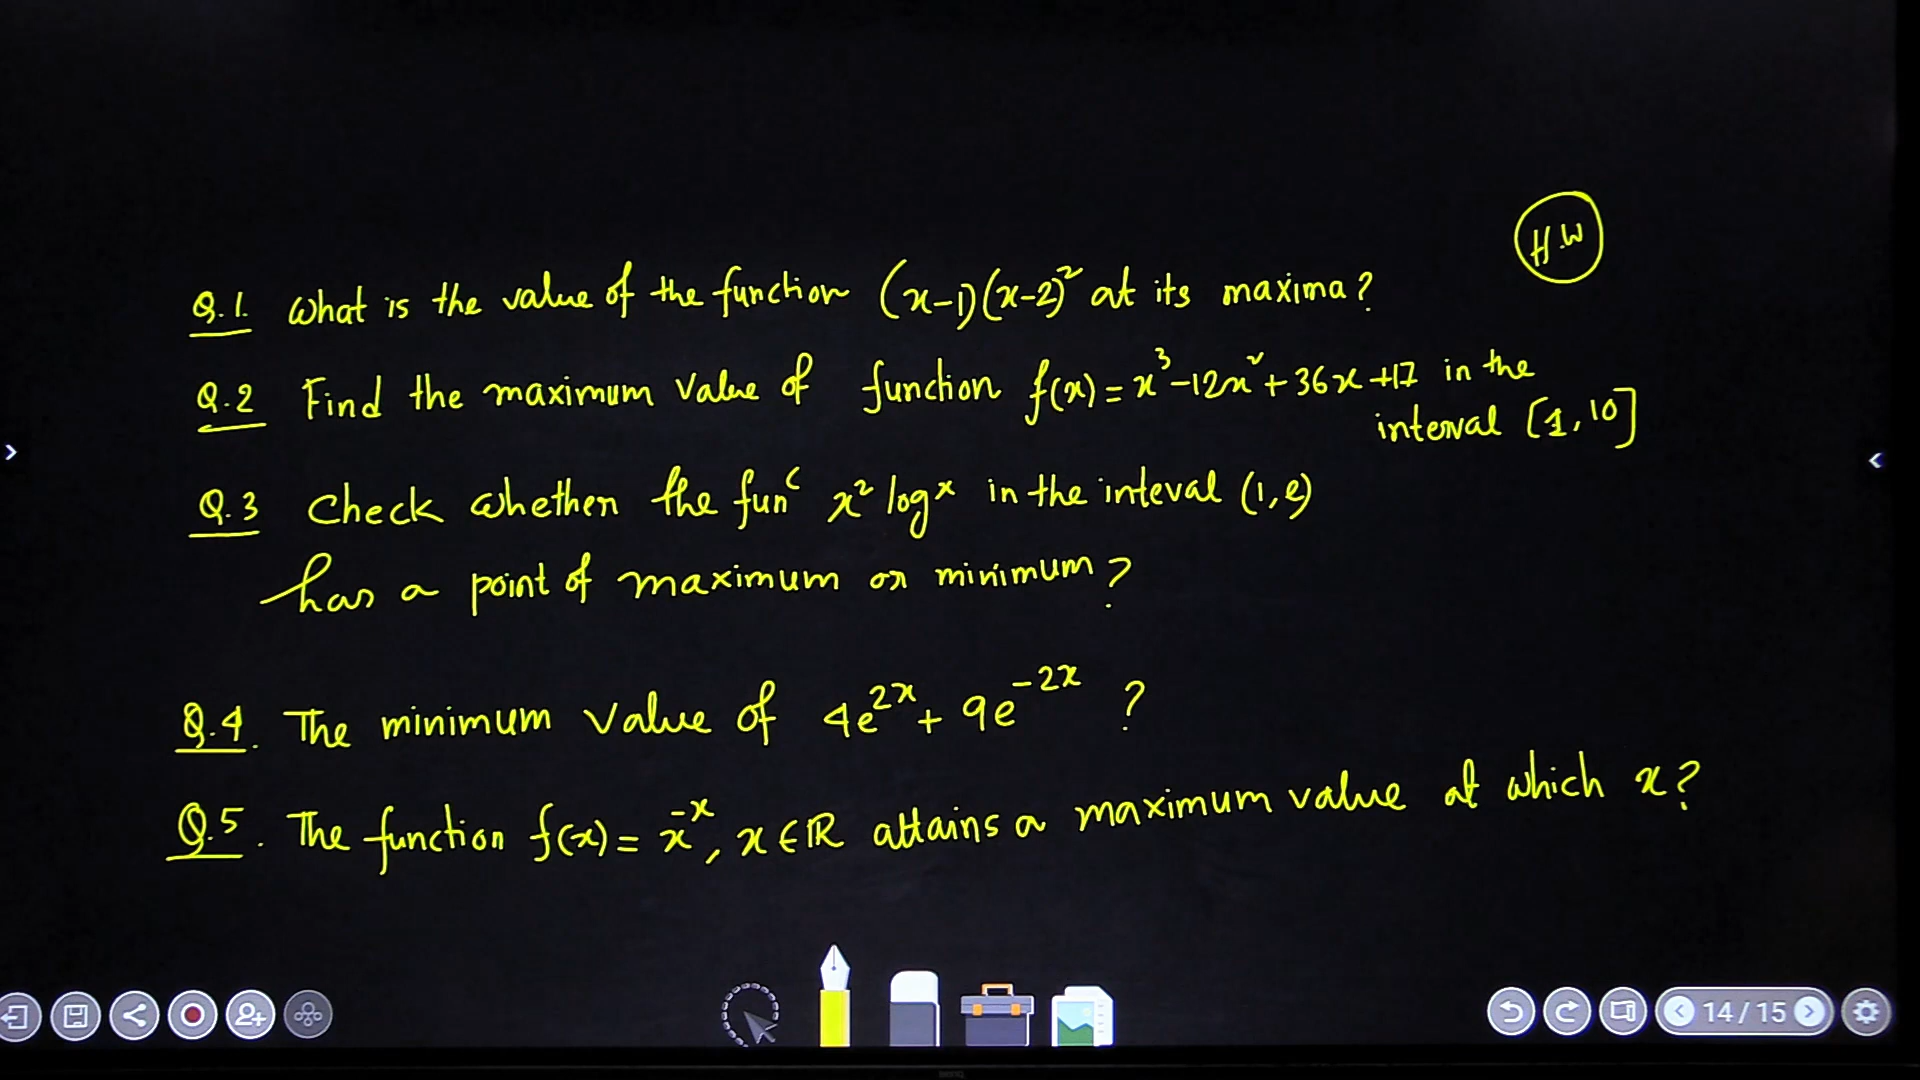 H.W
Q.1. What is the value of the function (x-1)(x-2)² at its maxima?
Q.2 Find the maximum value of function f(x) = x³-12x²+36x+17 in the
interval [1,10]
Q.3 Check whether the funᶜ x² log x in the inteval (1,e)
has a point of maximum or minimum?
Q.4. The minimum value of 4e²ˣ + 9e⁻²ˣ ?
Q.5. The function f(x) = x⁻ˣ, x∈ℝ attains a maximum value at which x?
14/15